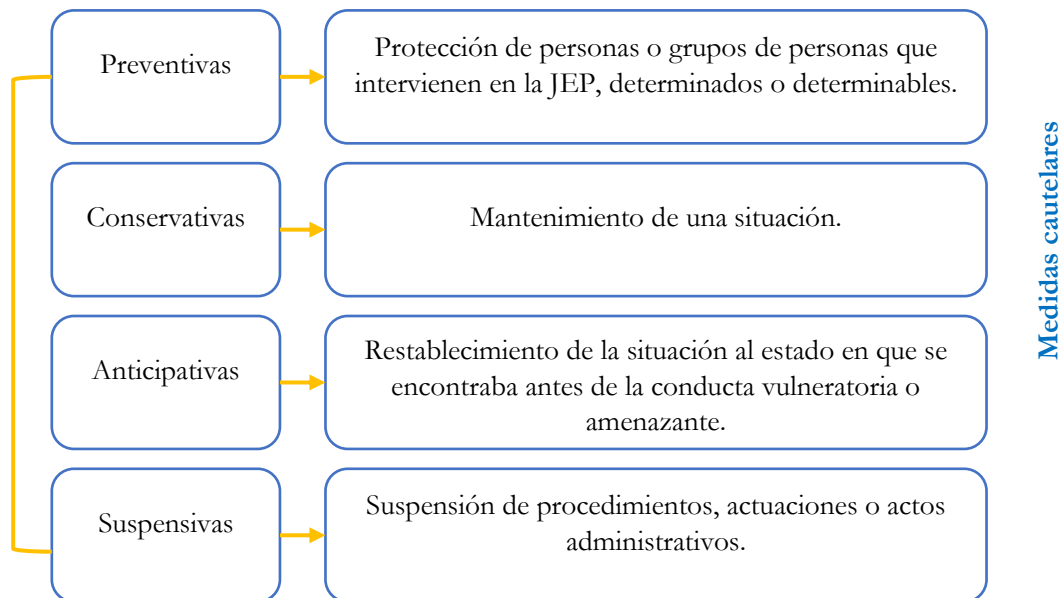 Preventivas
Protección de personas o grupos de personas que
intervienen en la JEP, determinados o determinables.
Conservativas
Mantenimiento de una situación.
Anticipativas
Restablecimiento de la situación al estado en que se
encontraba antes de la conducta vulneratoria o
amenazante.
Suspensivas
Suspensión de procedimientos, actuaciones o actos
administrativos.
Medidas cautelares